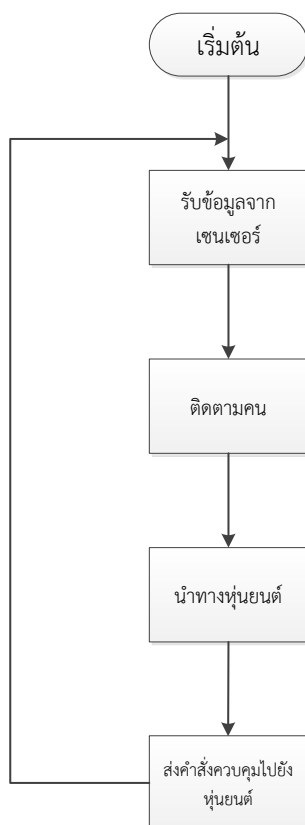 เริ่มต้น
รับข้อมูลจาก
เซนเซอร์
ติดตามคน
นำทางหุ่นยนต์
ส่งคำสั่งควบคุมไปยัง
หุ่นยนต์